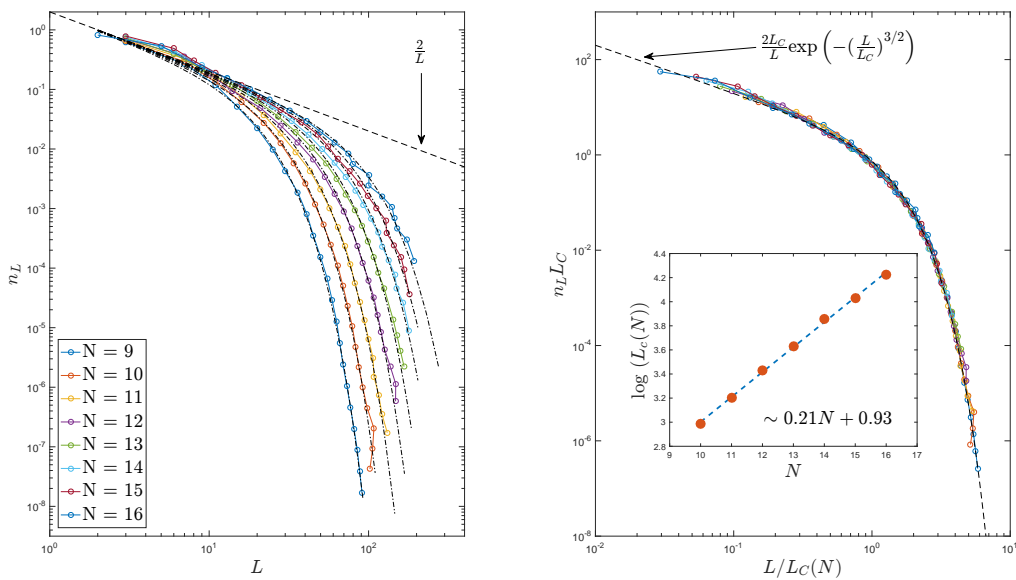 10^0
10^-1
10^-2
10^-3
10^-4
10^-5
10^-6
10^-7
10^-8
n_L
2/L
N = 9
N = 10
N = 11
N = 12
N = 13
N = 14
N = 15
N = 16
10^0 10^1 10^2
L
10^2
10^0
10^-2
10^-4
10^-6
10^-8
n_L L_C
2L_C/L exp (-(L/L_C)^3/2)
4.4
4.2
4
3.8
3.6
3.4
3.2
3
2.8
log (L_c(N))
∼ 0.21N + 0.93
9 10 11 12 13 14 15 16 17
N
10^-2 10^-1 10^0 10^1
L/L_C(N)